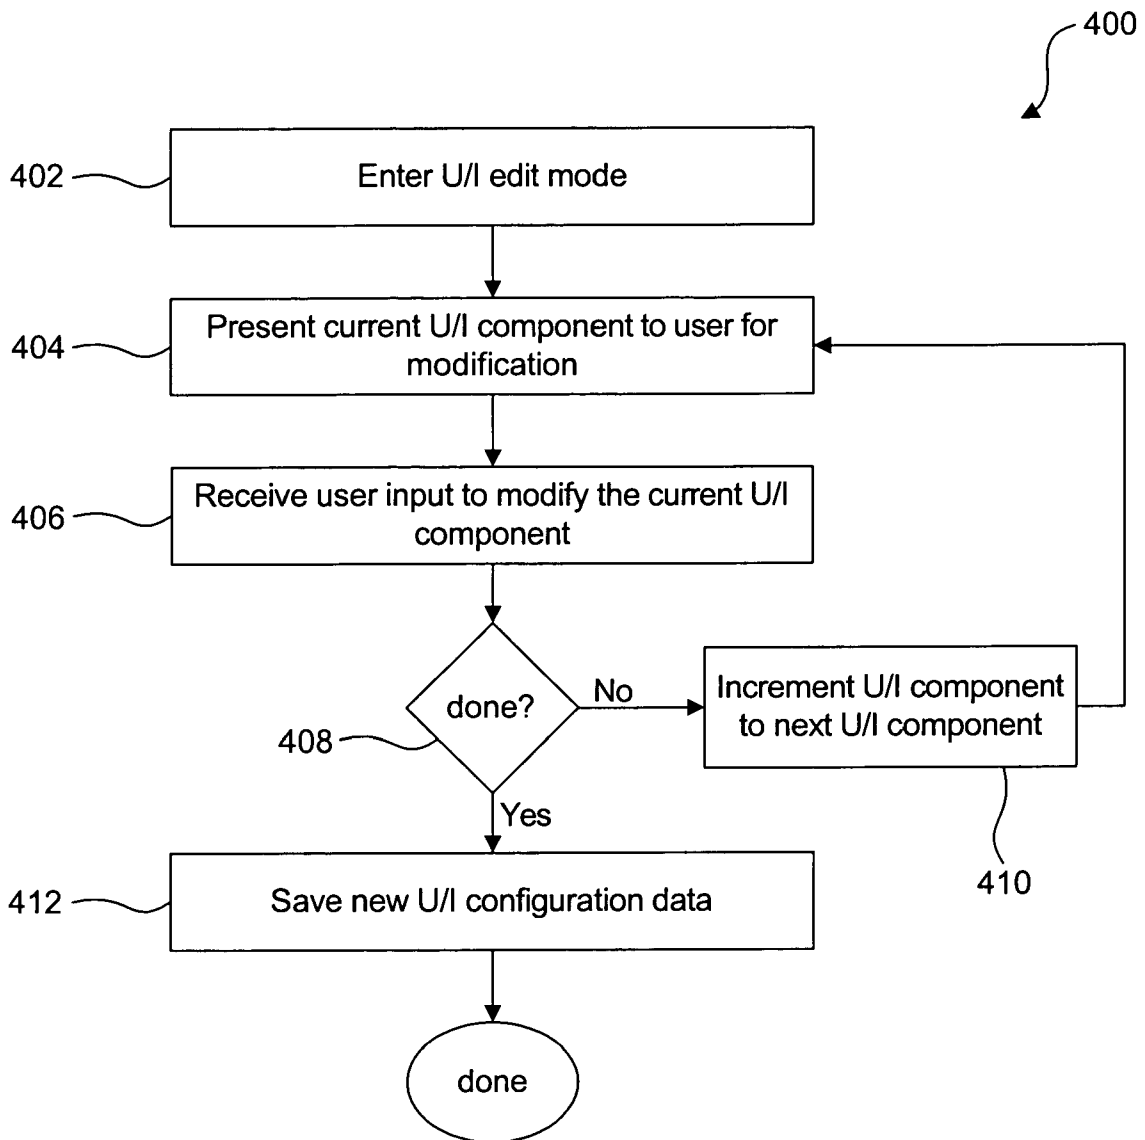 400
402
Enter U/I edit mode
404
Present current U/I component to user for
modification
406
Receive user input to modify the current U/I
component
408
done?
No
Increment U/I component
to next U/I component
410
Yes
412
Save new U/I configuration data
done